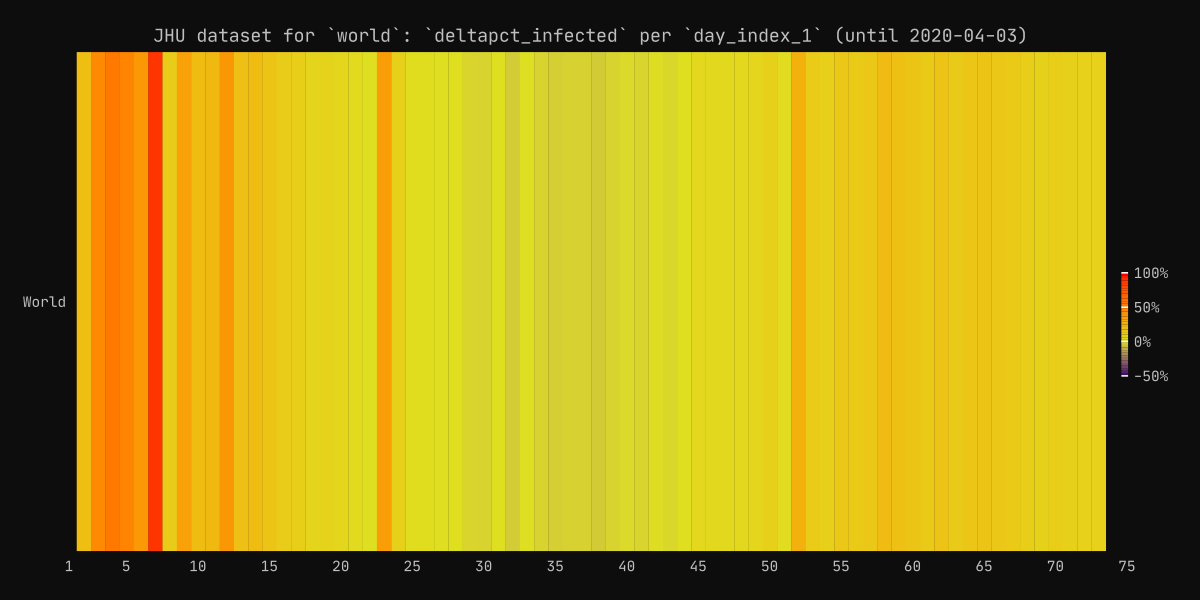 JHU dataset for `world`: `deltapct_infected` per `day_index_1` (until 2020-04-03)
World
100%
50%
0%
-50%
1 5 10 15 20 25 30 35 40 45 50 55 60 65 70 75